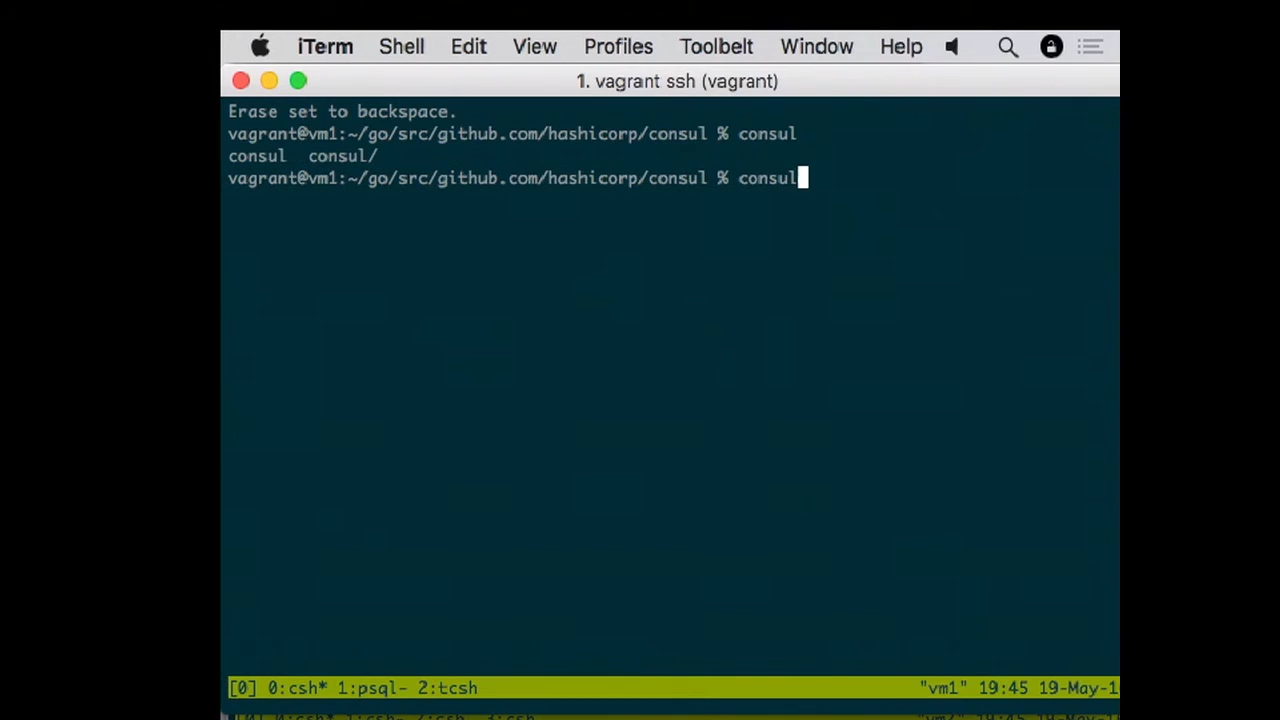 iTerm Shell Edit View Profiles Toolbelt Window Help
1. vagrant ssh (vagrant)
Erase set to backspace.
vagrant@vm1:~/go/src/github.com/hashicorp/consul % consul
consul  consul/
vagrant@vm1:~/go/src/github.com/hashicorp/consul % consul
[0] 0:csh* 1:psql- 2:tcsh "vm1" 19:45 19-May-1